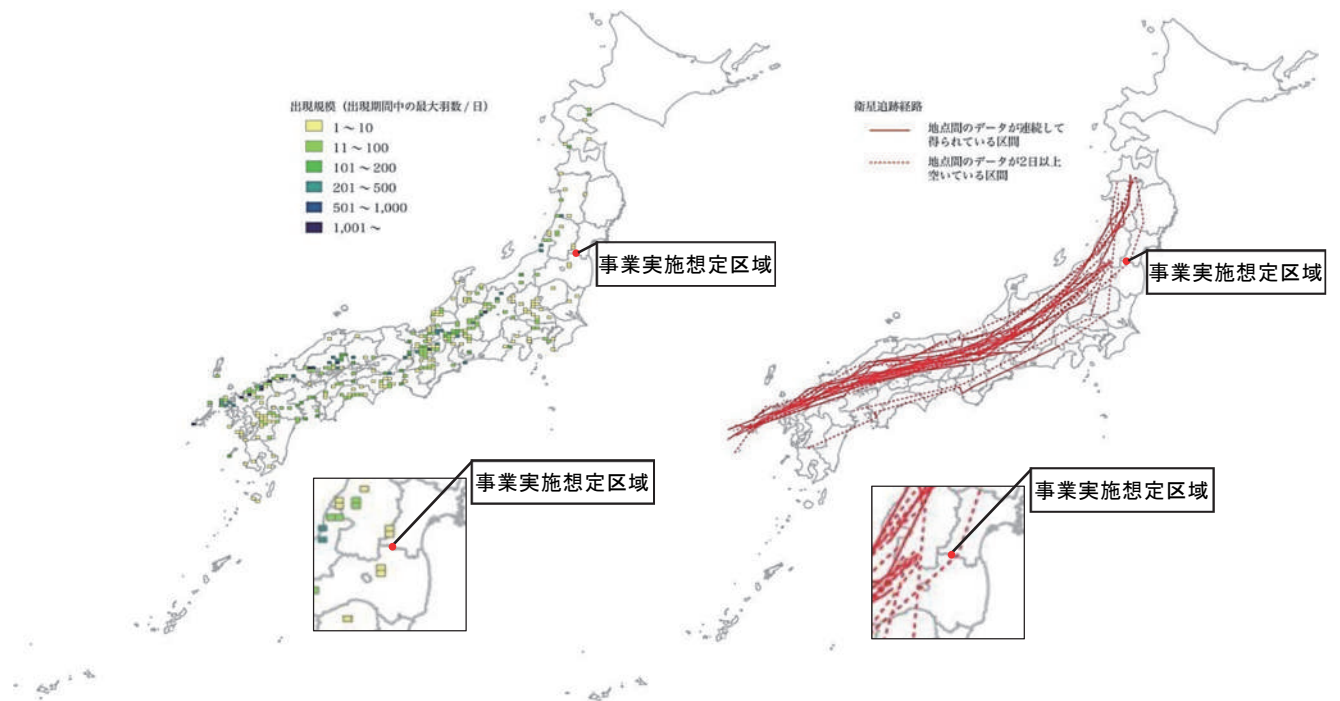 出現規模（出現期間中の最大羽数 / 日）
1～10
11～100
101～200
201～500
501～1,000
1,001～
事業実施想定区域
事業実施想定区域
衛星追跡経路
地点間のデータが連続して
得られている区間
地点間のデータが2日以上
空いている区間
事業実施想定区域
事業実施想定区域